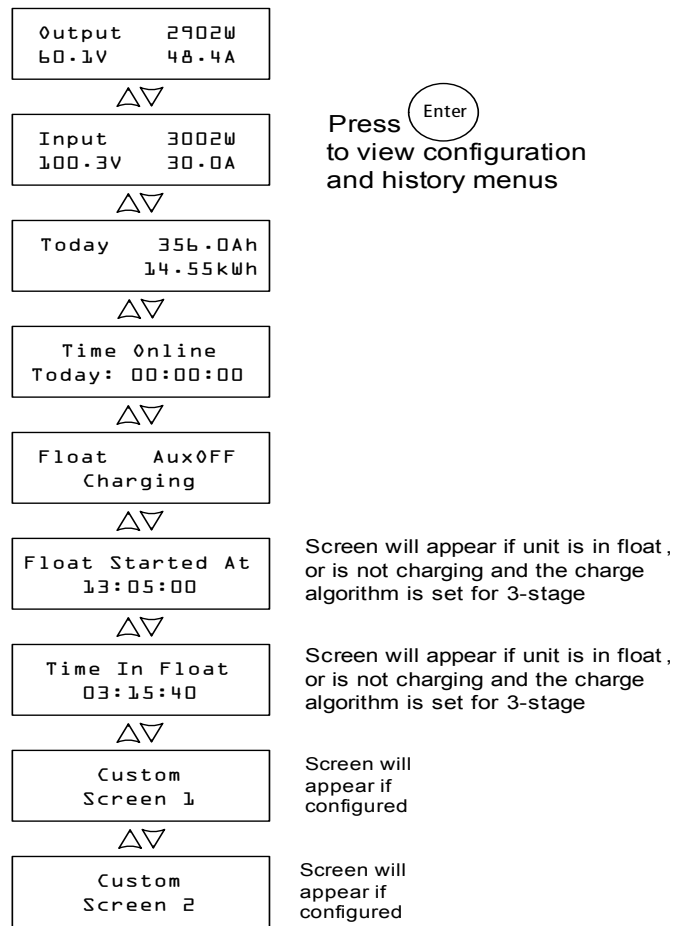 Output 2902W
60.1V 48.4A
Press Enter
to view configuration
and history menus
Input 3002W
100.3V 30.0A
Today 356.0Ah
14.55kWh
Time Online
Today: 00:00:00
Float AuxOFF
Charging
Float Started At
13:05:00
Screen will appear if unit is in float,
or is not charging and the charge
algorithm is set for 3-stage
Time In Float
03:15:40
Screen will appear if unit is in float,
or is not charging and the charge
algorithm is set for 3-stage
Custom
Screen 1
Screen will
appear if
configured
Custom
Screen 2
Screen will
appear if
configured